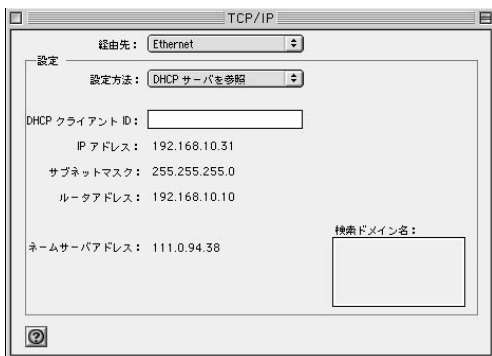 TCP/IP
経由先： Ethernet
設定
設定方法： DHCP サーバを参照
DHCP クライアント ID：
IP アドレス： 192.168.10.31
サブネットマスク： 255.255.255.0
ルータアドレス： 192.168.10.10
検索ドメイン名：
ネームサーバアドレス： 111.0.94.38
?